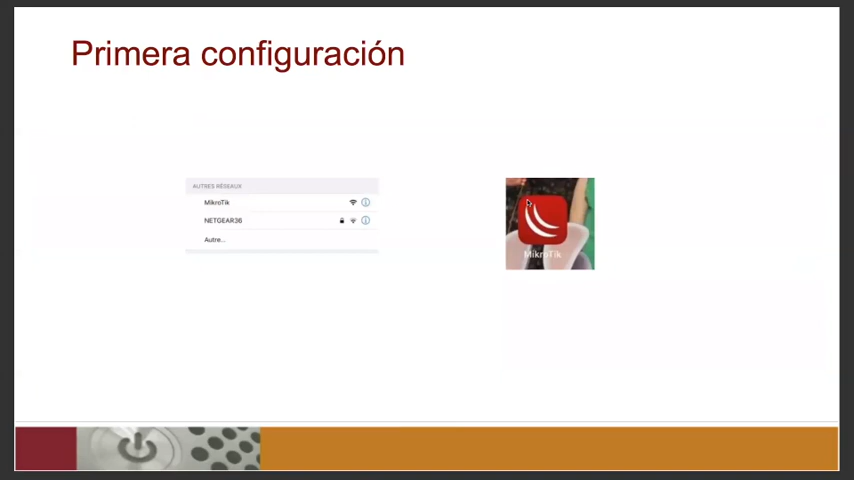 Primera configuración
AUTRES RÉSEAUX
MikroTik
NETGEAR36
Autre...
MikroTik